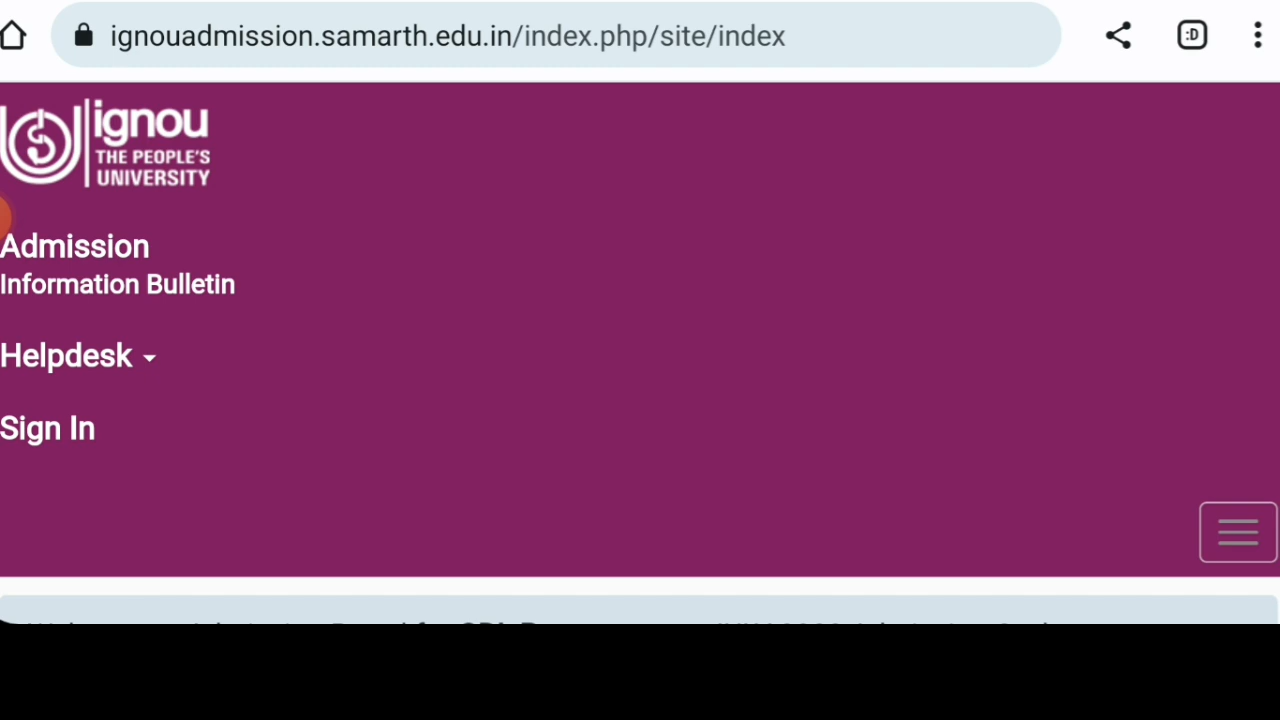 ignouadmission.samarth.edu.in/index.php/site/index
:D
ignou
THE PEOPLE'S
UNIVERSITY
Admission
Information Bulletin
Helpdesk
Sign In